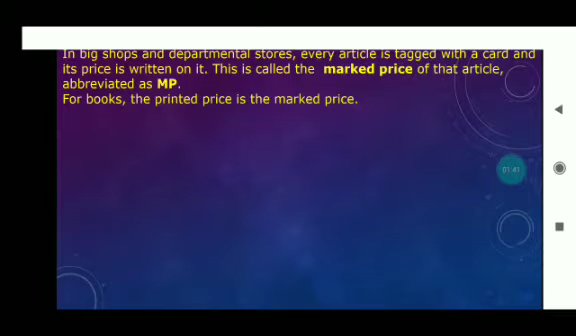 In big shops and departmental stores, every article is tagged with a card and
its price is written on it. This is called the marked price of that article,
abbreviated as MP.
For books, the printed price is the marked price.
01:41